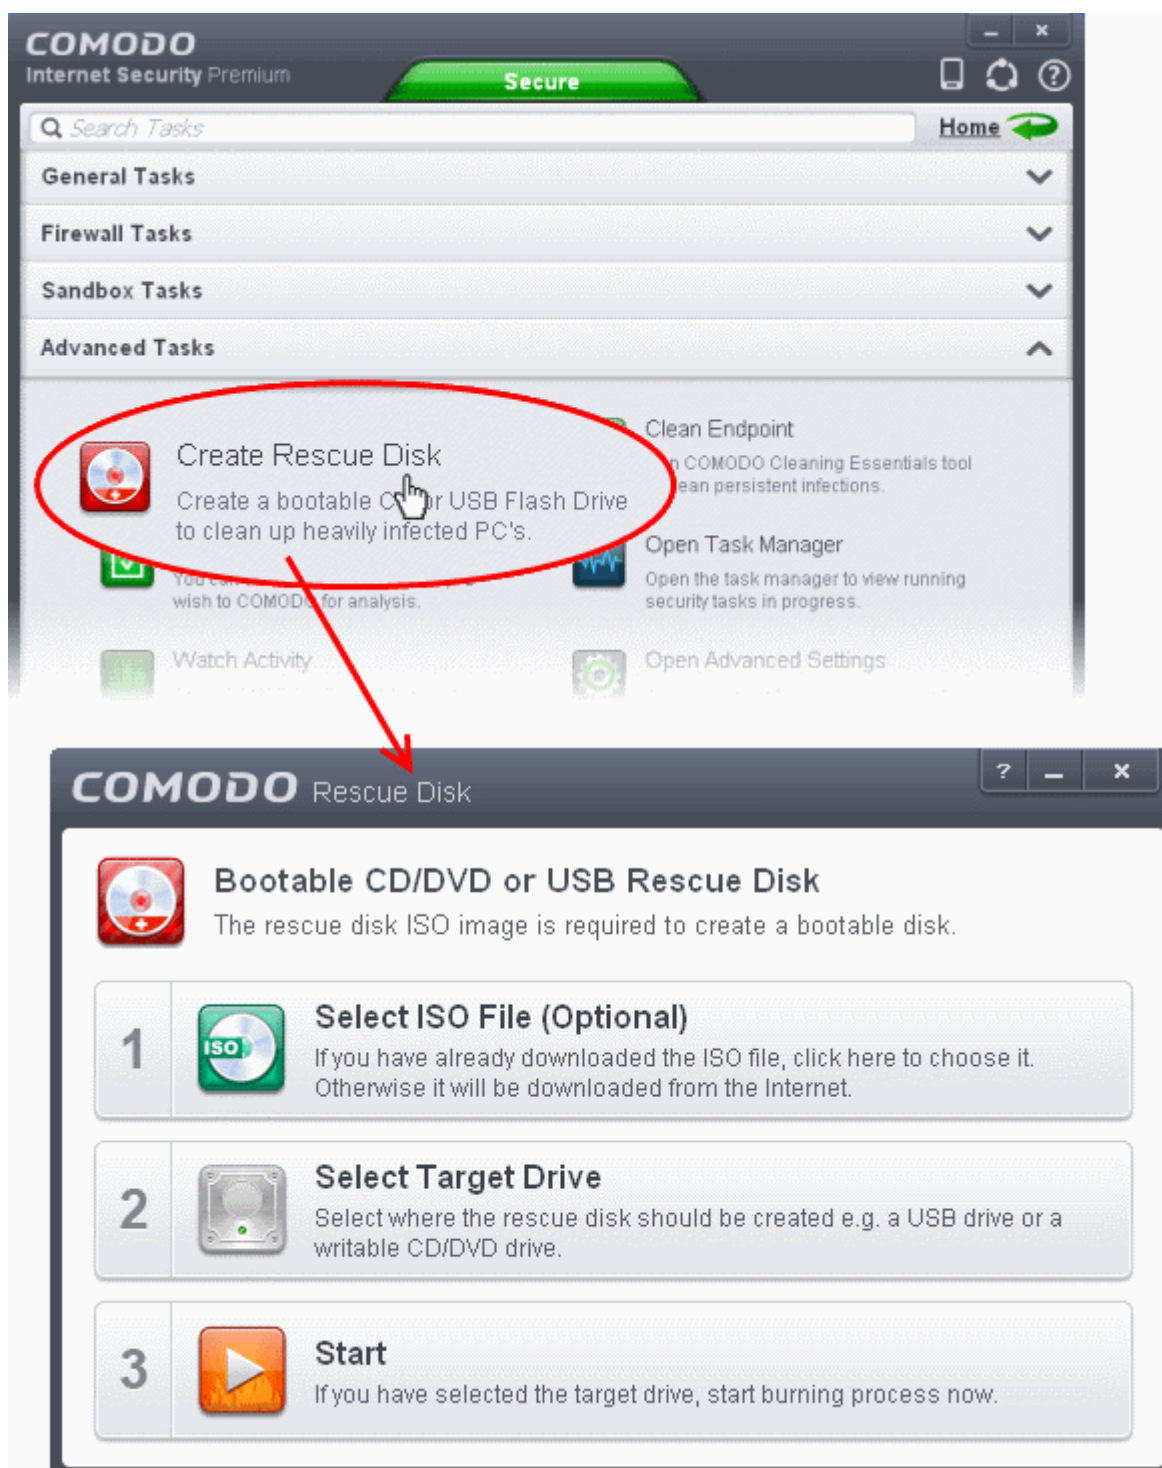 COMODO
Internet Security Premium
Secure
Search Tasks
Home
General Tasks
Firewall Tasks
Sandbox Tasks
Advanced Tasks
Create Rescue Disk
Create a bootable or USB Flash Drive
to clean up heavily infected PC's.
Clean Endpoint
COMODO Cleaning Essentials tool
persistent infections.
Open Task Manager
Open the task manager to view running
security tasks in progress.
You can
wish to COMODO for analysis.
Watch Activity
Open Advanced Settings
COMODO Rescue Disk
Bootable CD/DVD or USB Rescue Disk
The rescue disk ISO image is required to create a bootable disk.
1
ISO
Select ISO File (Optional)
If you have already downloaded the ISO file, click here to choose it.
Otherwise it will be downloaded from the Internet.
2
Select Target Drive
Select where the rescue disk should be created e.g. a USB drive or a
writable CD/DVD drive.
3
Start
If you have selected the target drive, start burning process now.